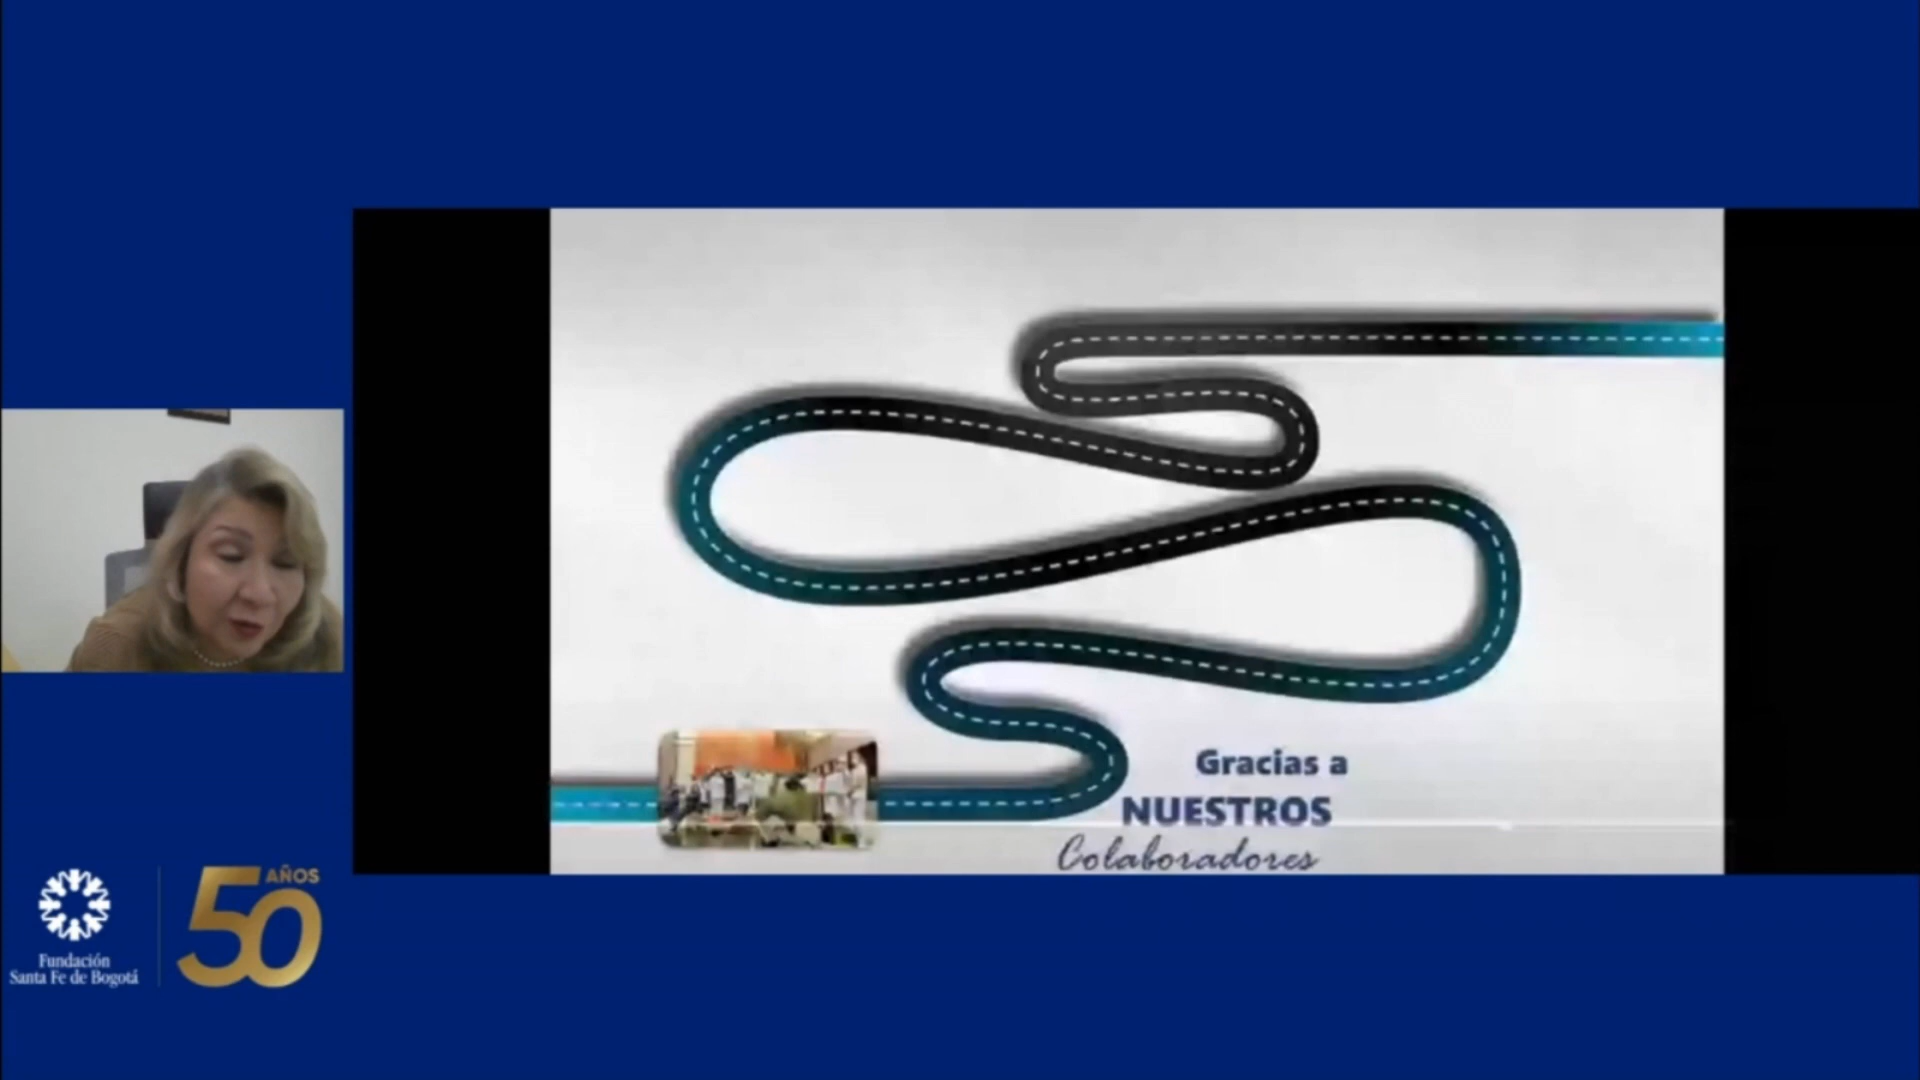 Gracias a
NUESTROS
Colaboradores
AÑOS
50
Fundación
Santa Fe de Bogotá